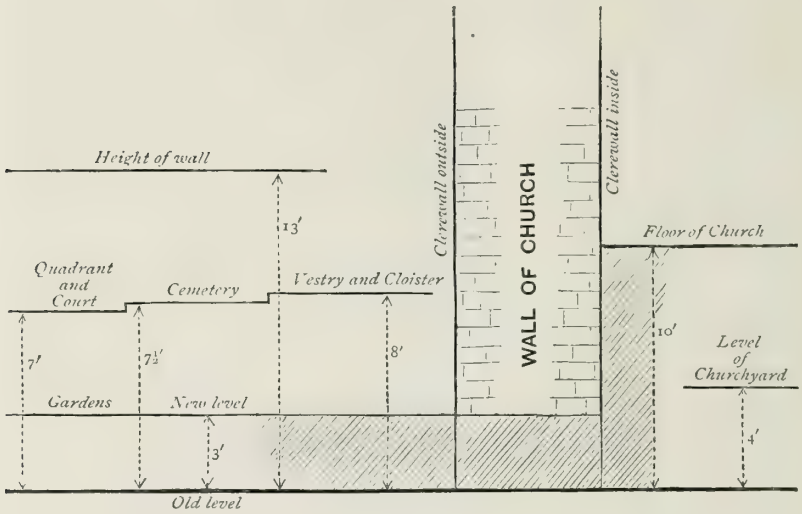 Height of wall
13'
Quadrant
and
Court
Cemetery
Vestry and Cloister
7'
7½'
8'
Gardens
New level
3'
Old level
Clerewall outside
WALL OF CHURCH
Clerewall inside
Floor of Church
10'
Level
of
Churchyard
4'